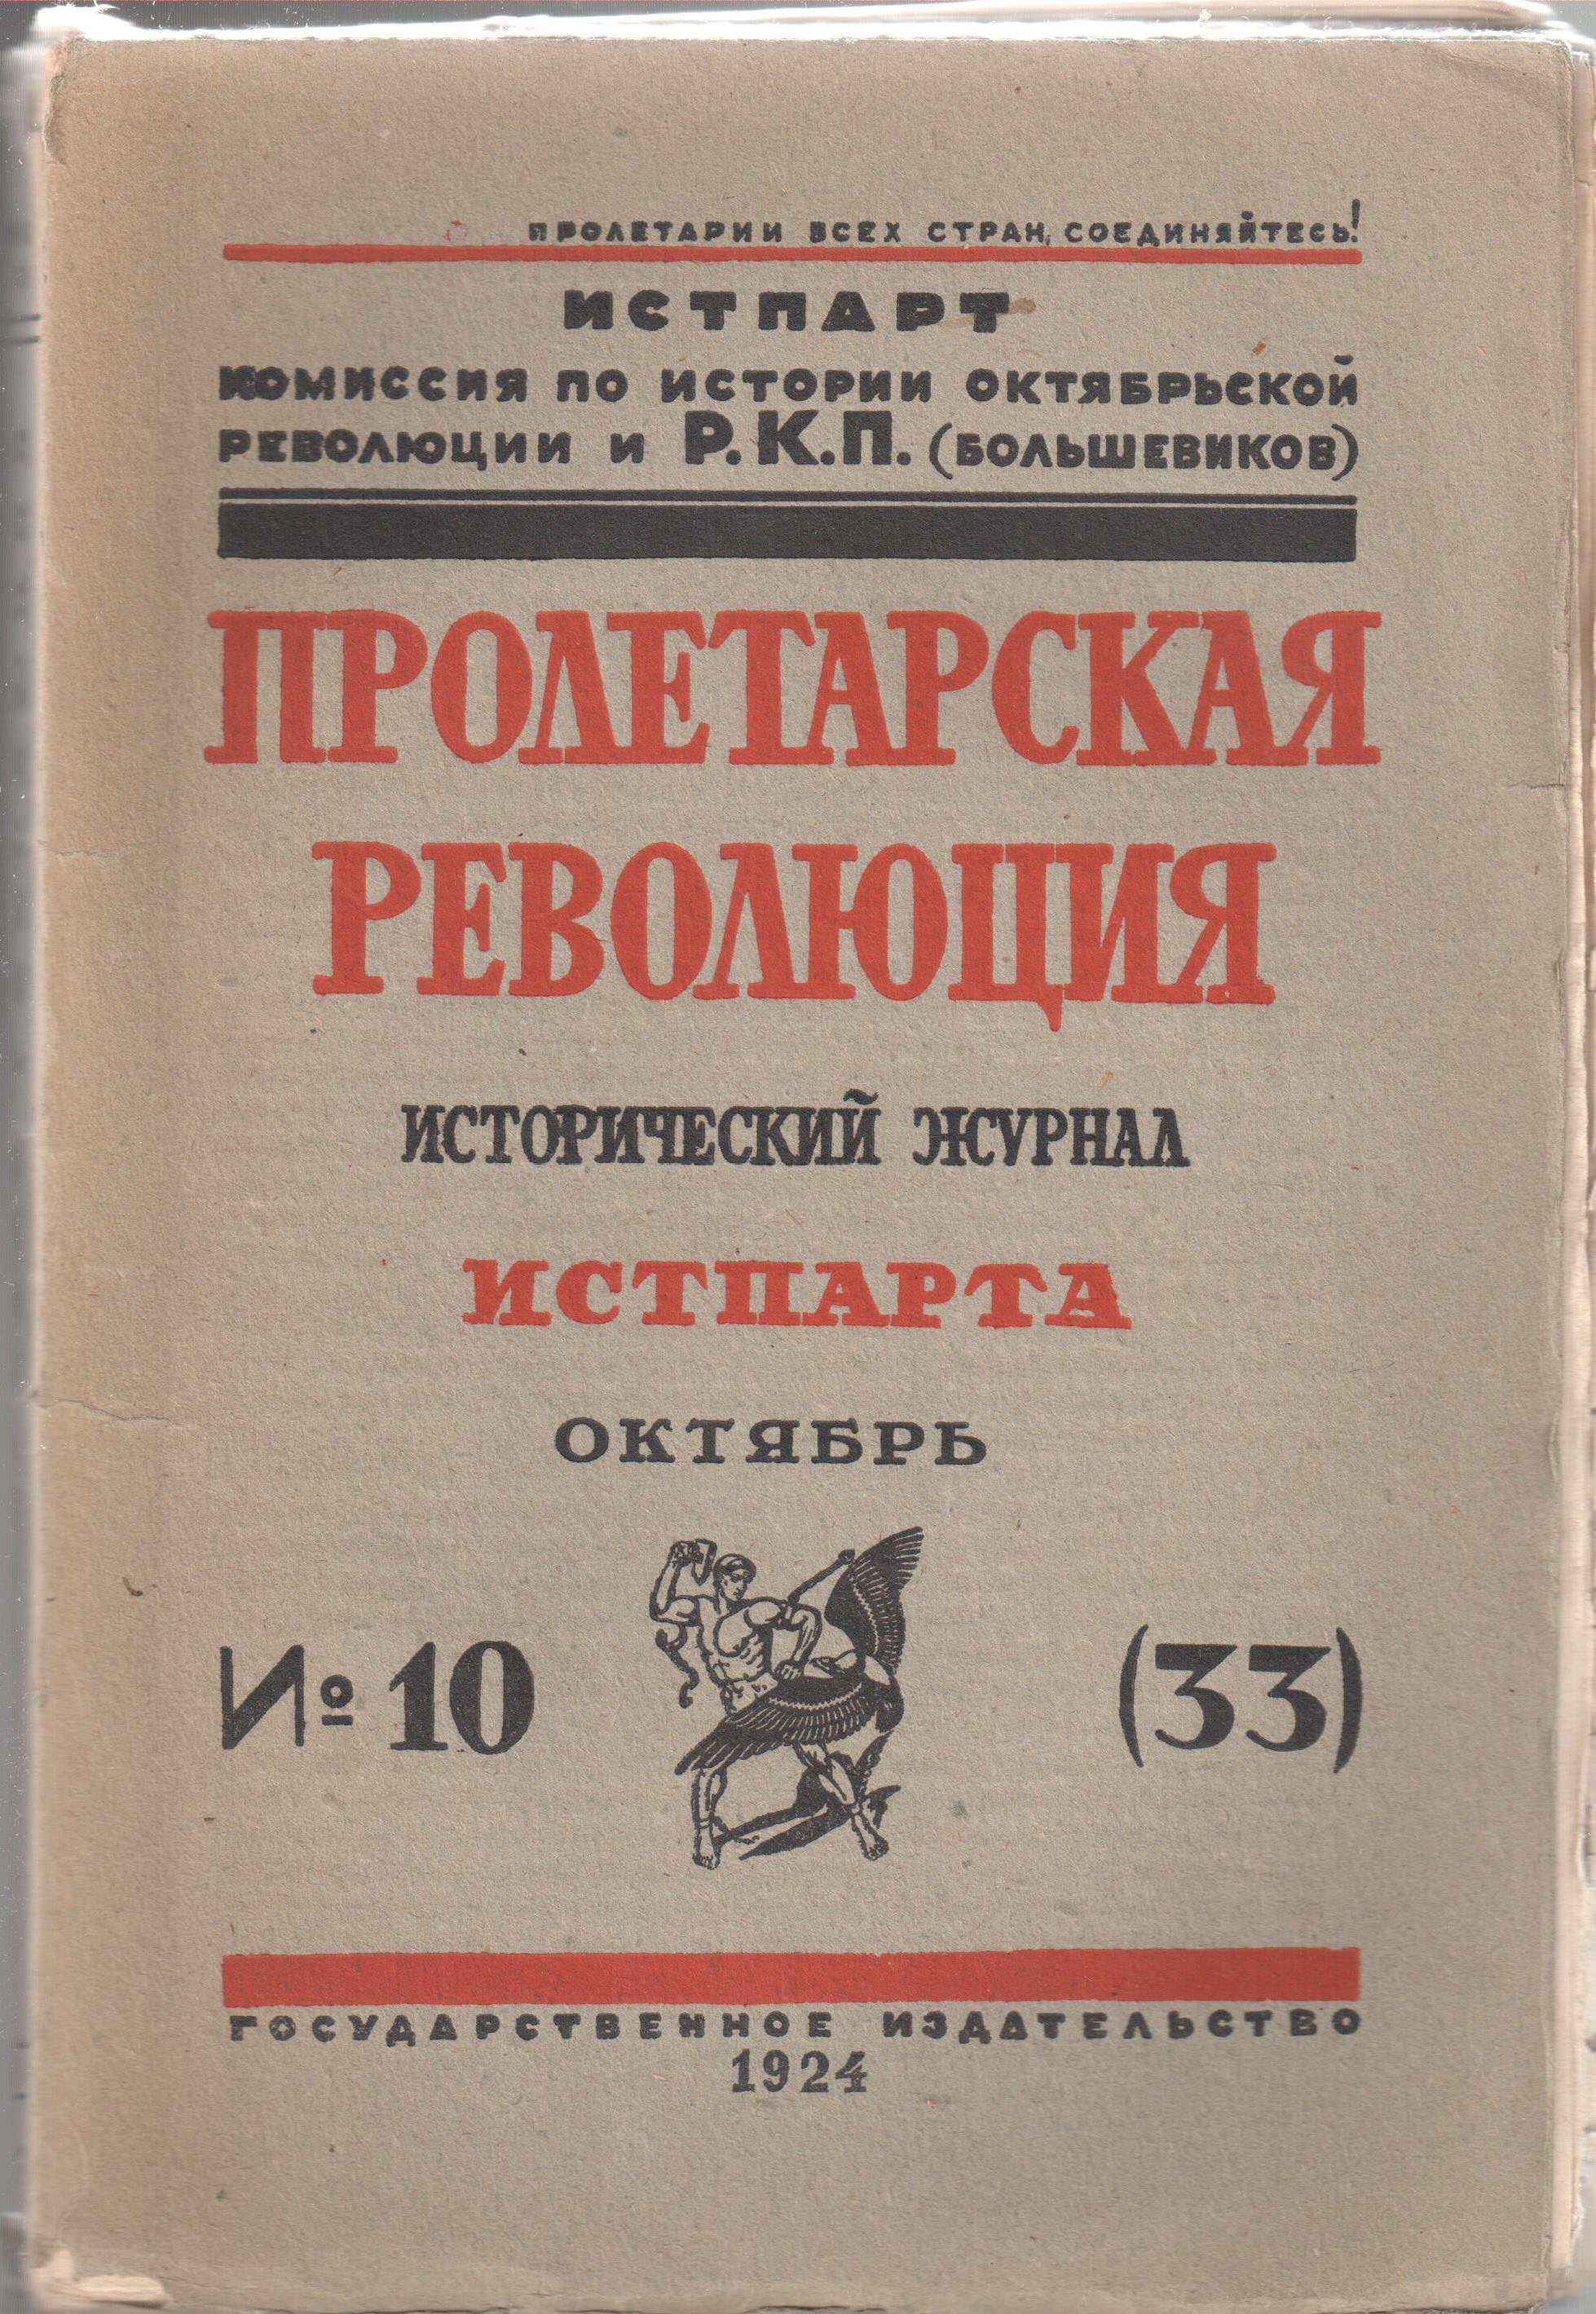 ПРОЛЕТАРИИ ВСЕХ СТРАН, СОЕДИНЯЙТЕСЬ!
ИСТПАРТ
КОМИССИЯ ПО ИСТОРИИ ОКТЯБРЬСКОЙ
РЕВОЛЮЦИИ И Р.К.П. (БОЛЬШЕВИКОВ)
ПРОЛЕТАРСКАЯ
РЕВОЛЮЦИЯ
ИСТОРИЧЕСКИЙ ЖУРНАЛ
ИСТПАРТА
ОКТЯБРЬ
№ 10 (33)
ГОСУДАРСТВЕННОЕ ИЗДАТЕЛЬСТВО
1924